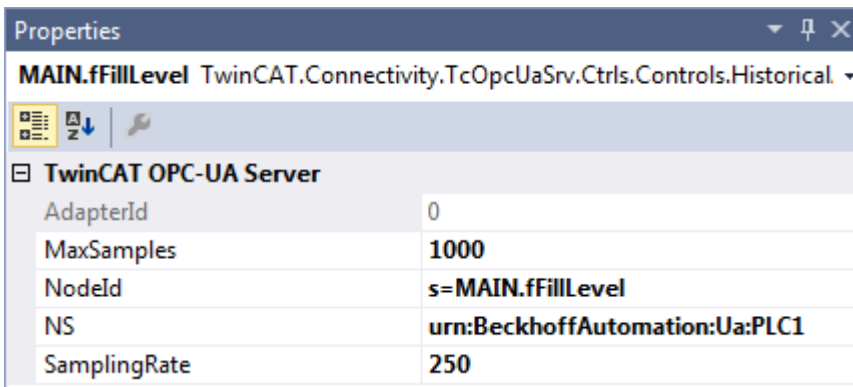 Properties
MAIN.fFillLevel TwinCAT.Connectivity.TcOpcUaSrv.Ctrls.Controls.Historical.
TwinCAT OPC-UA Server
AdapterId 0
MaxSamples 1000
NodeId s=MAIN.fFillLevel
NS urn:BeckhoffAutomation:Ua:PLC1
SamplingRate 250